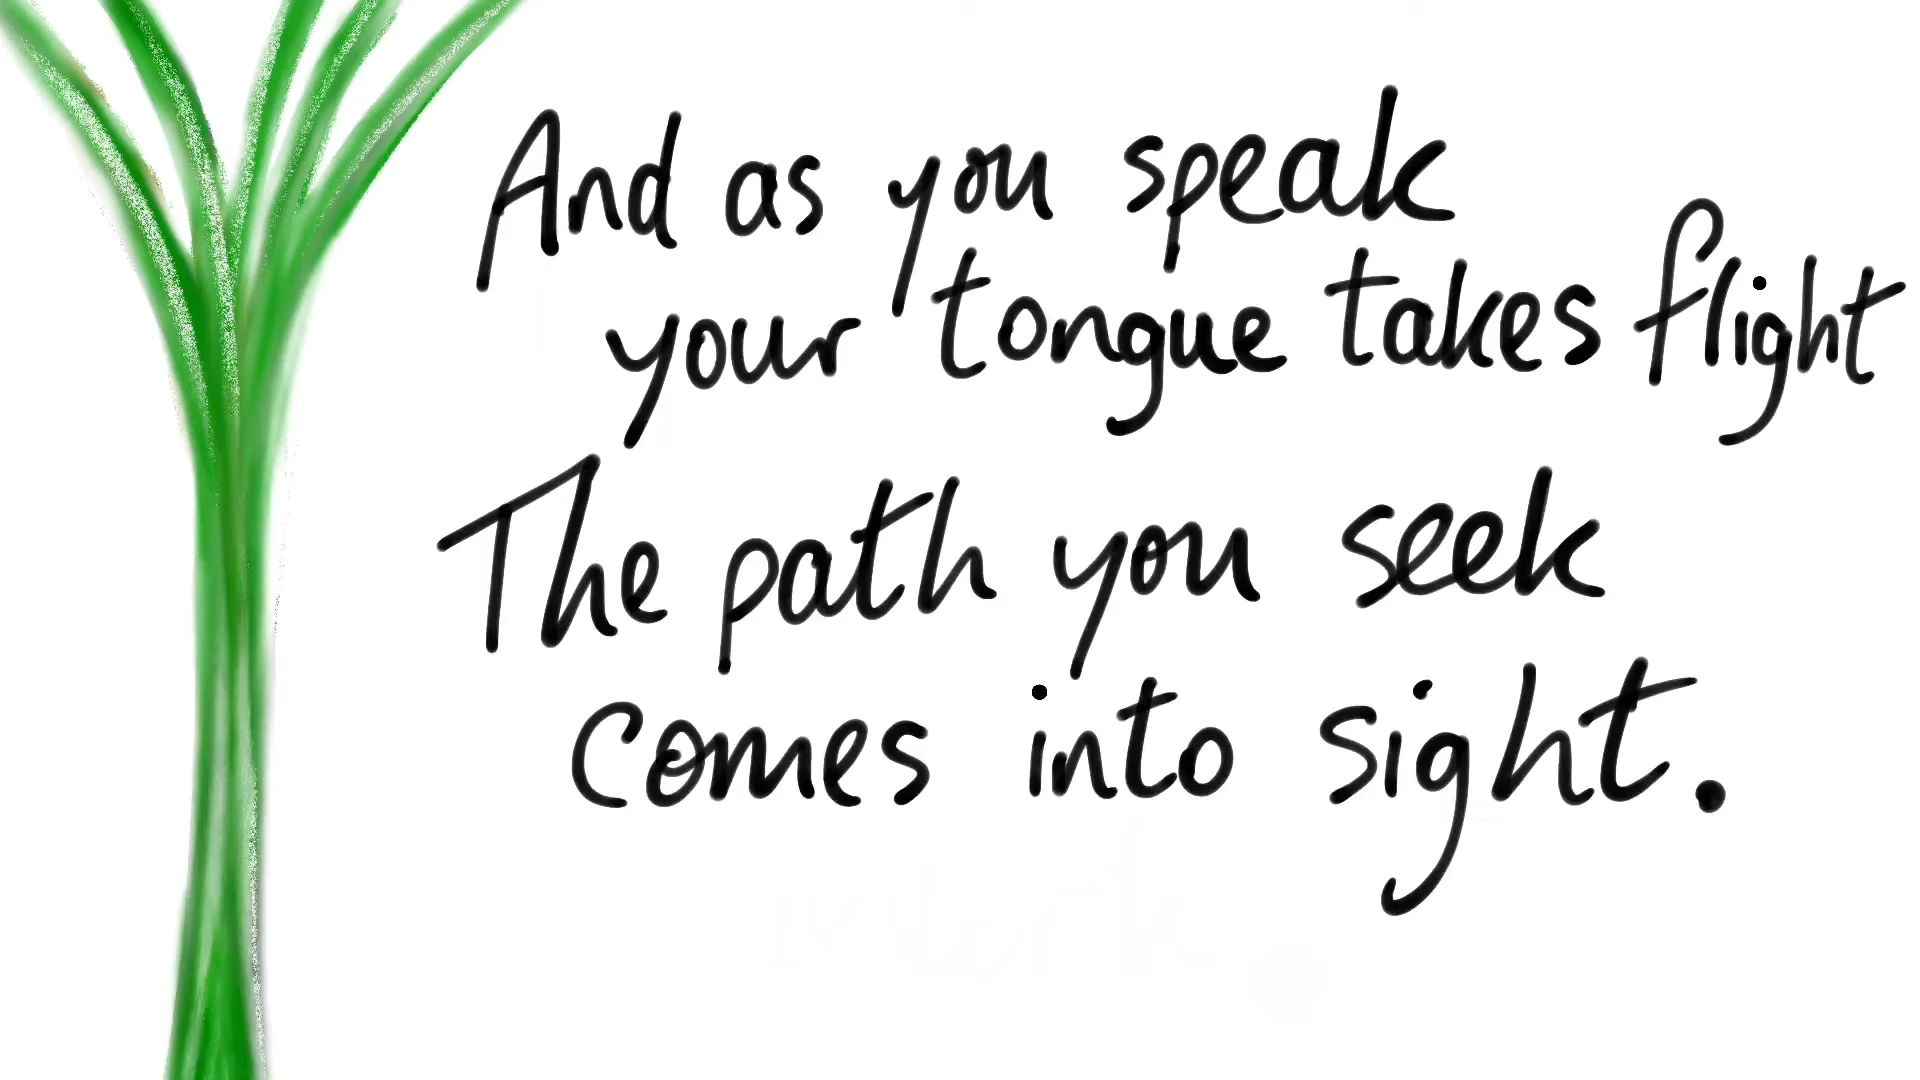 And as you speak
your tongue takes flight
The path you seek
comes into sight.